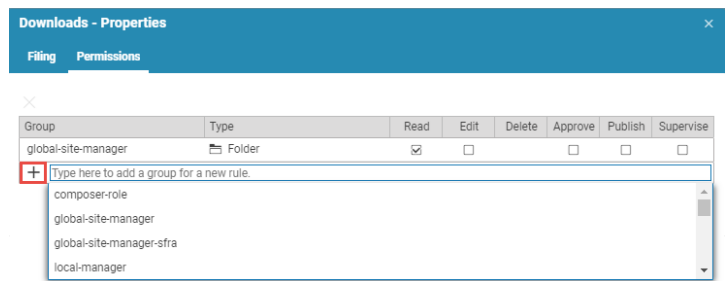 Downloads - Properties
Filing Permissions
Group Type Read Edit Delete Approve Publish Supervise
global-site-manager Folder
Type here to add a group for a new rule.
composer-role
global-site-manager
global-site-manager-sfra
local-manager